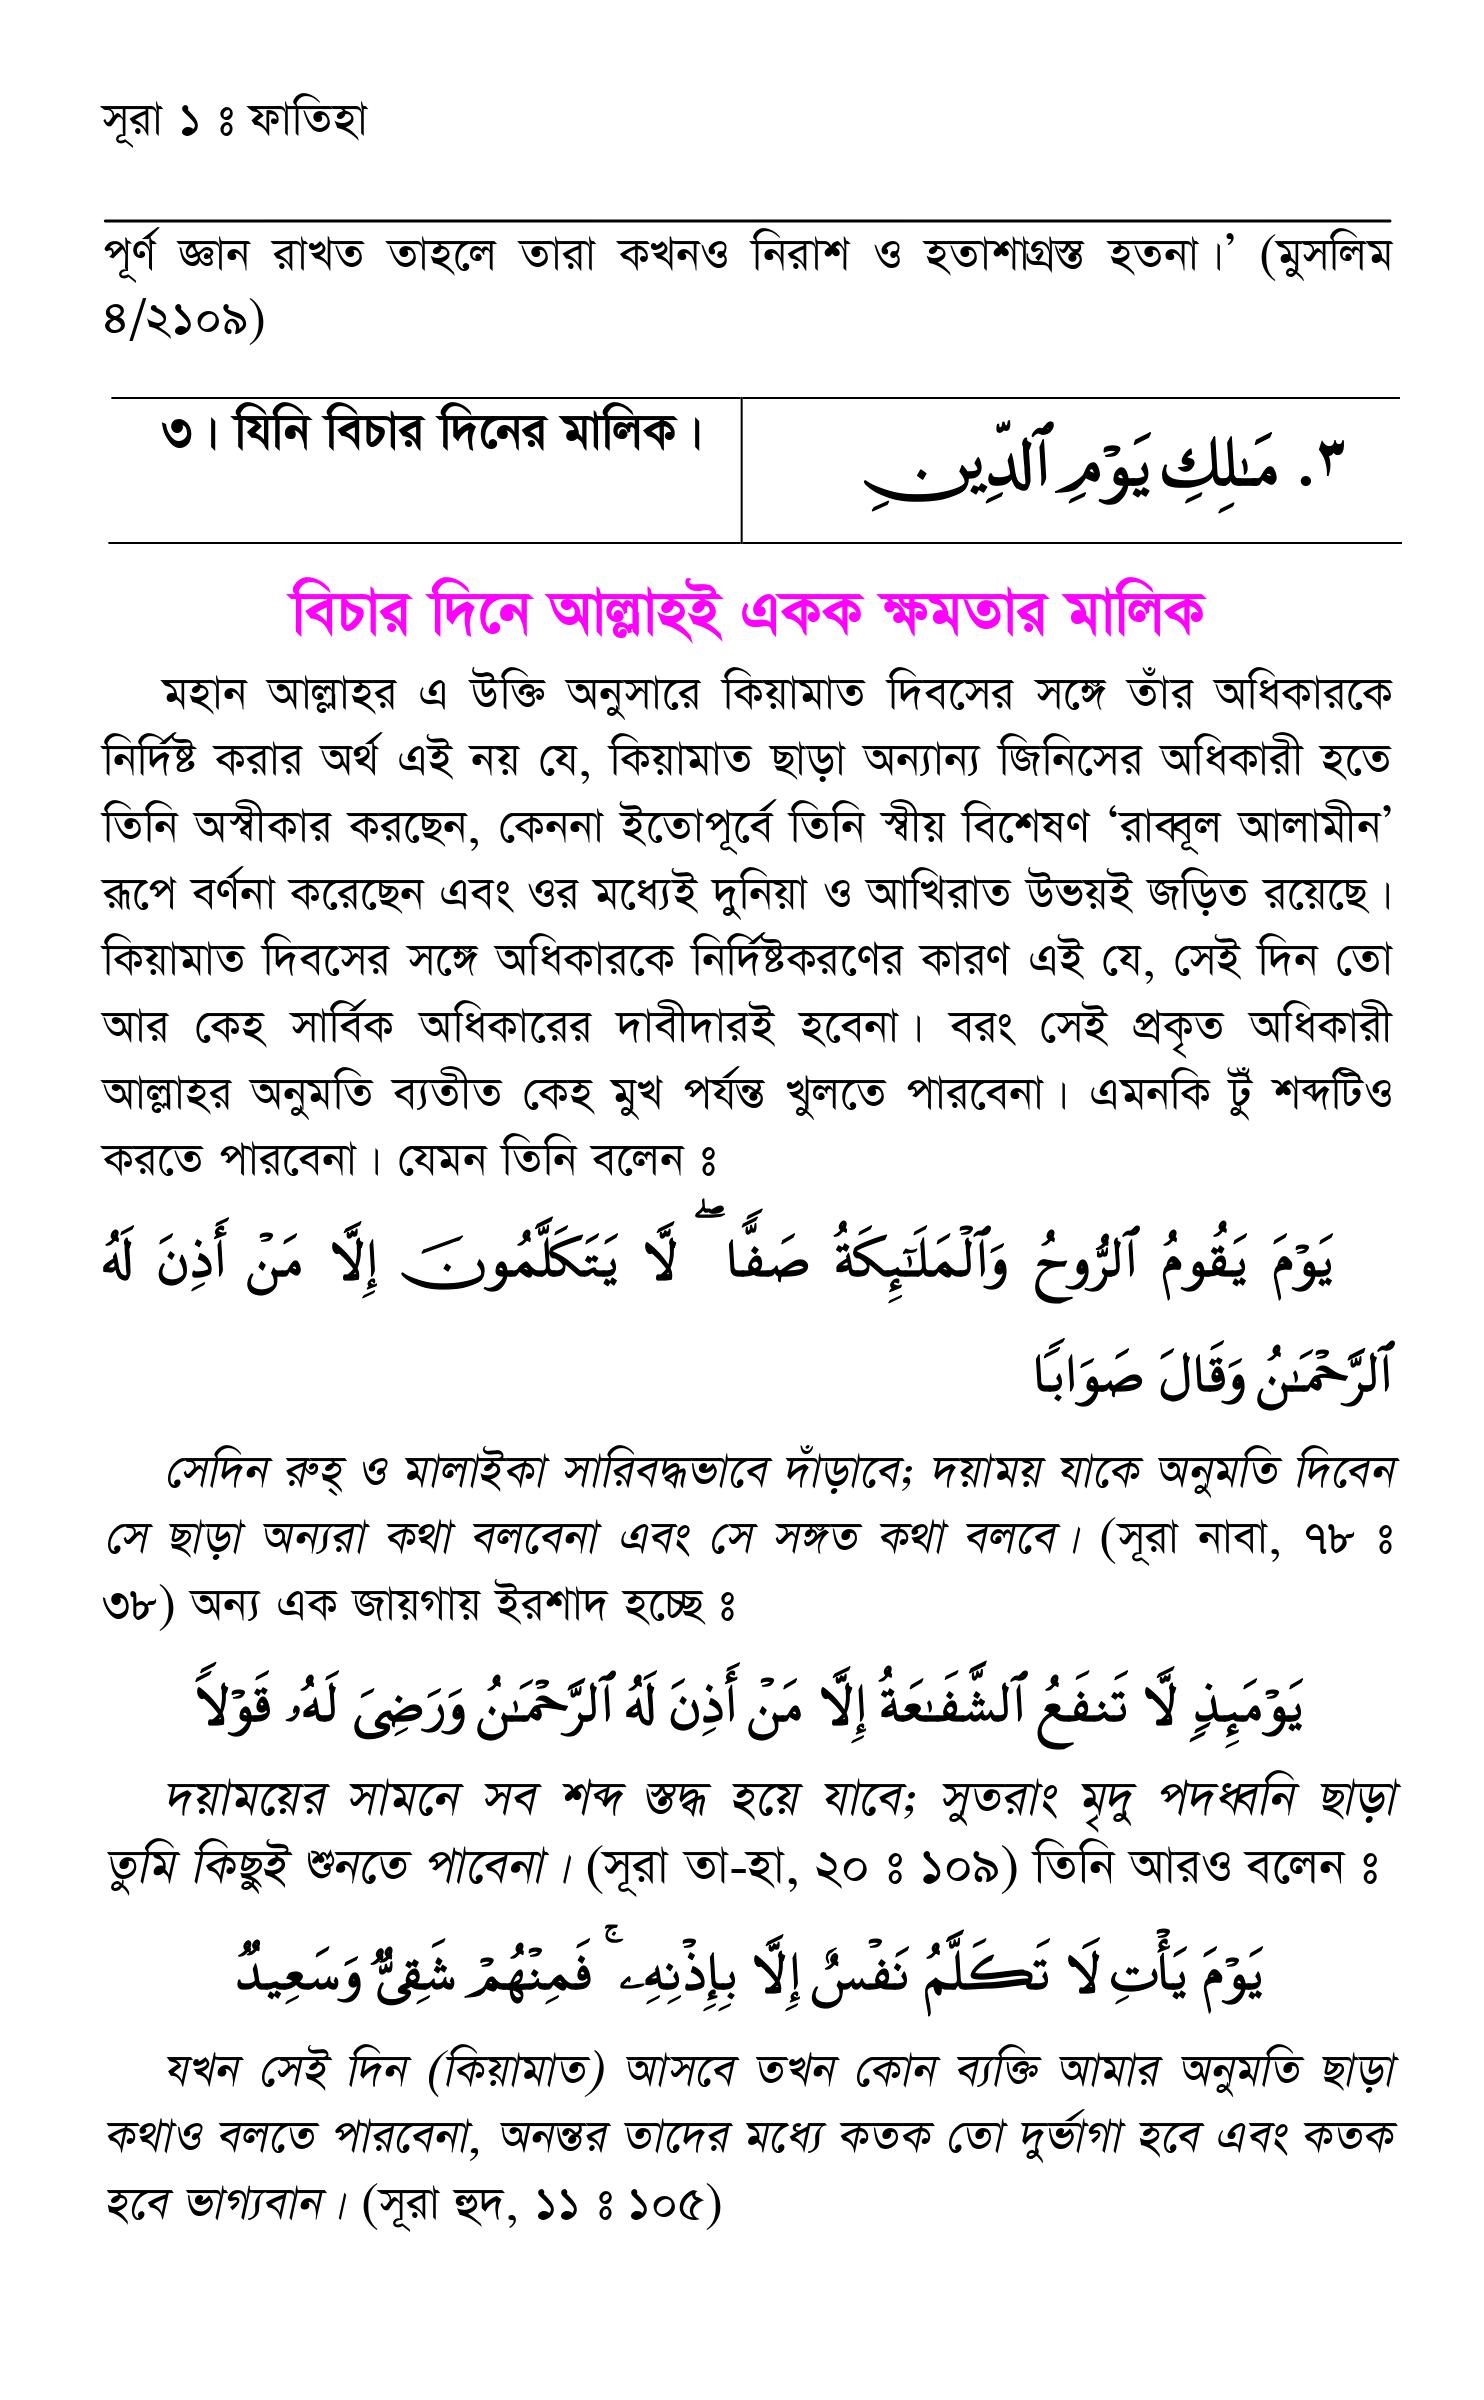 সূরা ১ ঃ ফাতিহা
পূর্ণ জ্ঞান রাখত তাহলে তারা কখনও নিরাশ ও হতাশাগ্রস্ত হতনা।’ (মুসলিম
৪/২১০৯)
৩। যিনি বিচার দিনের মালিক।
٣. مَـٰلِكِ يَوۡمِ ٱلدِّينِ
বিচার দিনে আল্লাহই একক ক্ষমতার মালিক
মহান আল্লাহর এ উক্তি অনুসারে কিয়ামাত দিবসের সঙ্গে তাঁর অধিকারকে
নির্দিষ্ট করার অর্থ এই নয় যে, কিয়ামাত ছাড়া অন্যান্য জিনিসের অধিকারী হতে
তিনি অস্বীকার করছেন, কেননা ইতোপূর্বে তিনি স্বীয় বিশেষণ ‘রাব্বূল আলামীন’
রূপে বর্ণনা করেছেন এবং ওর মধ্যেই দুনিয়া ও আখিরাত উভয়ই জড়িত রয়েছে।
কিয়ামাত দিবসের সঙ্গে অধিকারকে নির্দিষ্টকরণের কারণ এই যে, সেই দিন তো
আর কেহ সার্বিক অধিকারের দাবীদারই হবেনা। বরং সেই প্রকৃত অধিকারী
আল্লাহর অনুমতি ব্যতীত কেহ মুখ পর্যন্ত খুলতে পারবেনা। এমনকি টুঁ শব্দটিও
করতে পারবেনা। যেমন তিনি বলেন ঃ
يَوۡمَ يَقُومُ ٱلرُّوحُ وَٱلۡمَلَـٰٓئِكَةُ صَفًّا ۖ لَّا يَتَكَلَّمُونَ إِلَّا مَنۡ أَذِنَ لَهُ
ٱلرَّحۡمَـٰنُ وَقَالَ صَوَابًا
সেদিন রুহ্ ও মালাইকা সারিবদ্ধভাবে দাঁড়াবে; দয়াময় যাকে অনুমতি দিবেন
সে ছাড়া অন্যরা কথা বলবেনা এবং সে সঙ্গত কথা বলবে। (সূরা নাবা, ৭৮ ঃ
৩৮) অন্য এক জায়গায় ইরশাদ হচ্ছে ঃ
يَوۡمَئِذٍ لَّا تَنفَعُ ٱلشَّفَـٰعَةُ إِلَّا مَنۡ أَذِنَ لَهُ ٱلرَّحۡمَـٰنُ وَرَضِىَ لَهُۥ قَوۡلاً
দয়াময়ের সামনে সব শব্দ স্তদ্ধ হয়ে যাবে; সুতরাং মৃদু পদধ্বনি ছাড়া
তুমি কিছুই শুনতে পাবেনা। (সূরা তা-হা, ২০ ঃ ১০৯) তিনি আরও বলেন ঃ
يَوۡمَ يَأۡتِ لَا تَكَلَّمُ نَفۡسٌ إِلَّا بِإِذۡنِهِۦ ۚ فَمِنۡهُمۡ شَقِىٌّ وَسَعِيدٌ
যখন সেই দিন (কিয়ামাত) আসবে তখন কোন ব্যক্তি আমার অনুমতি ছাড়া
কথাও বলতে পারবেনা, অনন্তর তাদের মধ্যে কতক তো দুর্ভাগা হবে এবং কতক
হবে ভাগ্যবান। (সূরা হুদ, ১১ ঃ ১০৫)